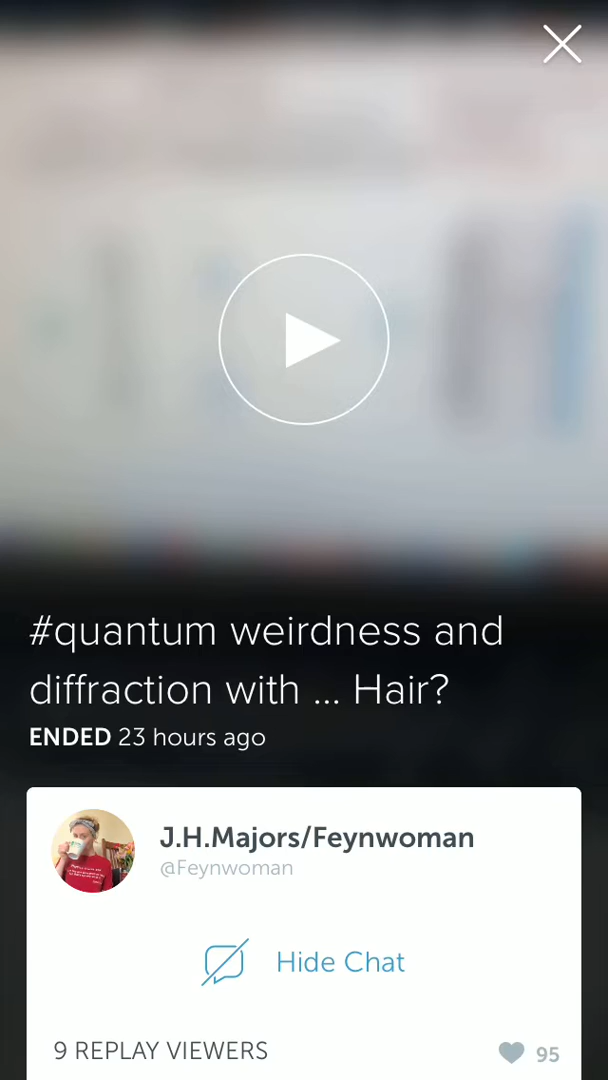 #quantum weirdness and
diffraction with ... Hair?
ENDED 23 hours ago
J.H.Majors/Feynwoman
@Feynwoman
Hide Chat
9 REPLAY VIEWERS
95